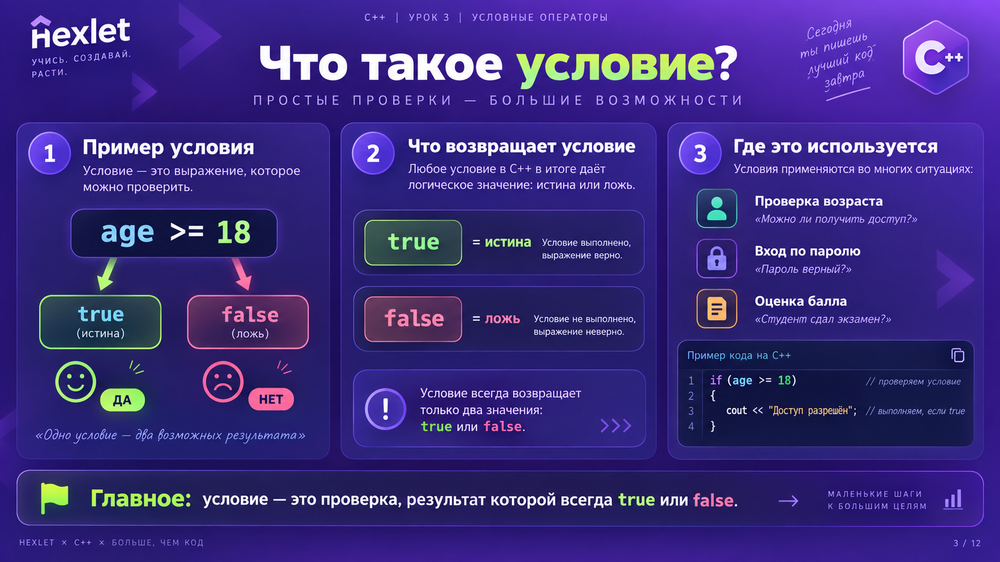 hexlet
УЧИСЬ. СОЗДАВАЙ.
РАСТИ.
C++ | УРОК 3 | УСЛОВНЫЕ ОПЕРАТОРЫ
Что такое условие?
ПРОСТЫЕ ПРОВЕРКИ — БОЛЬШИЕ ВОЗМОЖНОСТИ
Сегодня
ты пишешь
лучший код
завтра
C++
1
Пример условия
Условие — это выражение, которое
можно проверить.
age >= 18
true
(истина)
false
(ложь)
ДА
НЕТ
«Одно условие — два возможных результата»
2
Что возвращает условие
Любое условие в C++ в итоге даёт
логическое значение: истина или ложь.
true = истина
Условие выполнено,
выражение верно.
false = ложь
Условие не выполнено,
выражение неверно.
!
Условие всегда возвращает
только два значения:
true или false.
3
Где это используется
Условия применяются во многих ситуациях:
Проверка возраста
«Можно ли получить доступ?»
Вход по паролю
«Пароль верный?»
Оценка балла
«Студент сдал экзамен?»
Пример кода на C++
1 if (age >= 18) // проверяем условие
2 {
3 cout << "Доступ разрешён"; // выполняем, если true
4 }
Главное: условие — это проверка, результат которой всегда true или false.
МАЛЕНЬКИЕ ШАГИ
К БОЛЬШИМ ЦЕЛЯМ
HEXLET × C++ × БОЛЬШЕ, ЧЕМ КОД
3 / 12